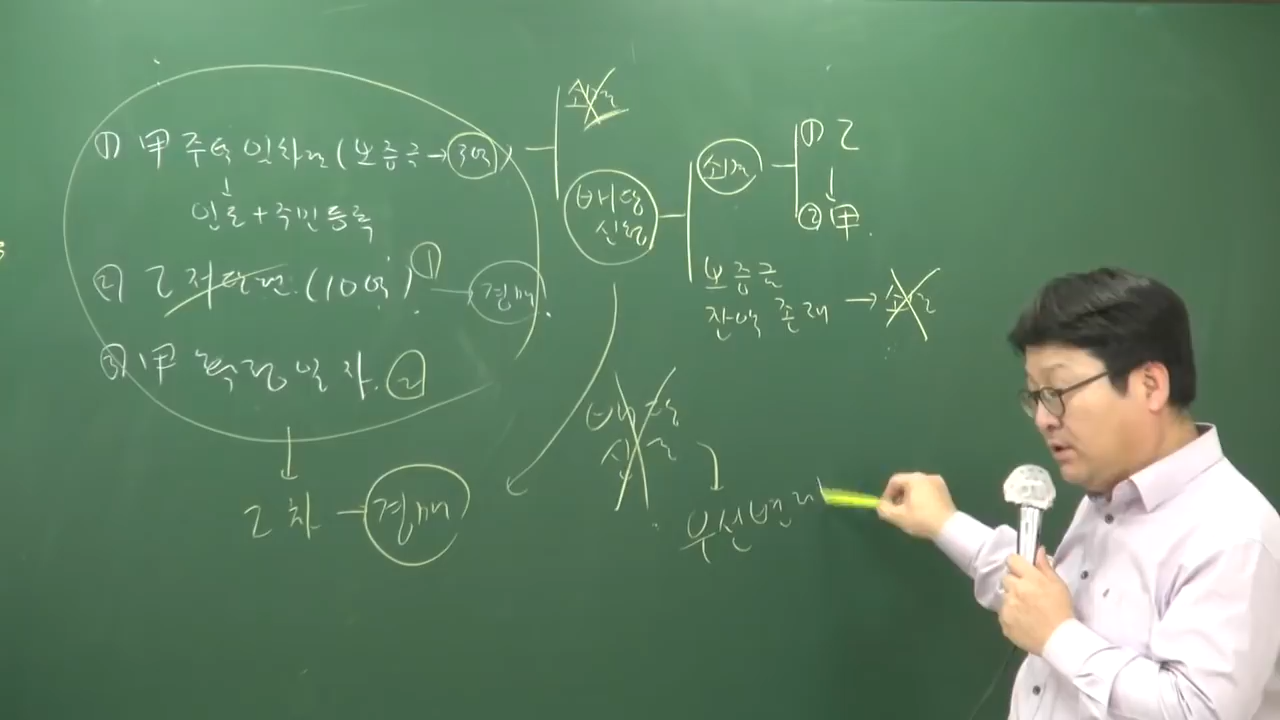 ① 甲 주택임차권 (보증금→3억)
↓
인도+주민등록
② 乙 저당권 (10억) ①
경매
③ 甲 확정일자. ②
2차
경매
소멸
배당
신청
소멸
① 乙
↓
② 甲.
보증금
잔액 존재 → 소멸
배당
신청
우선변제